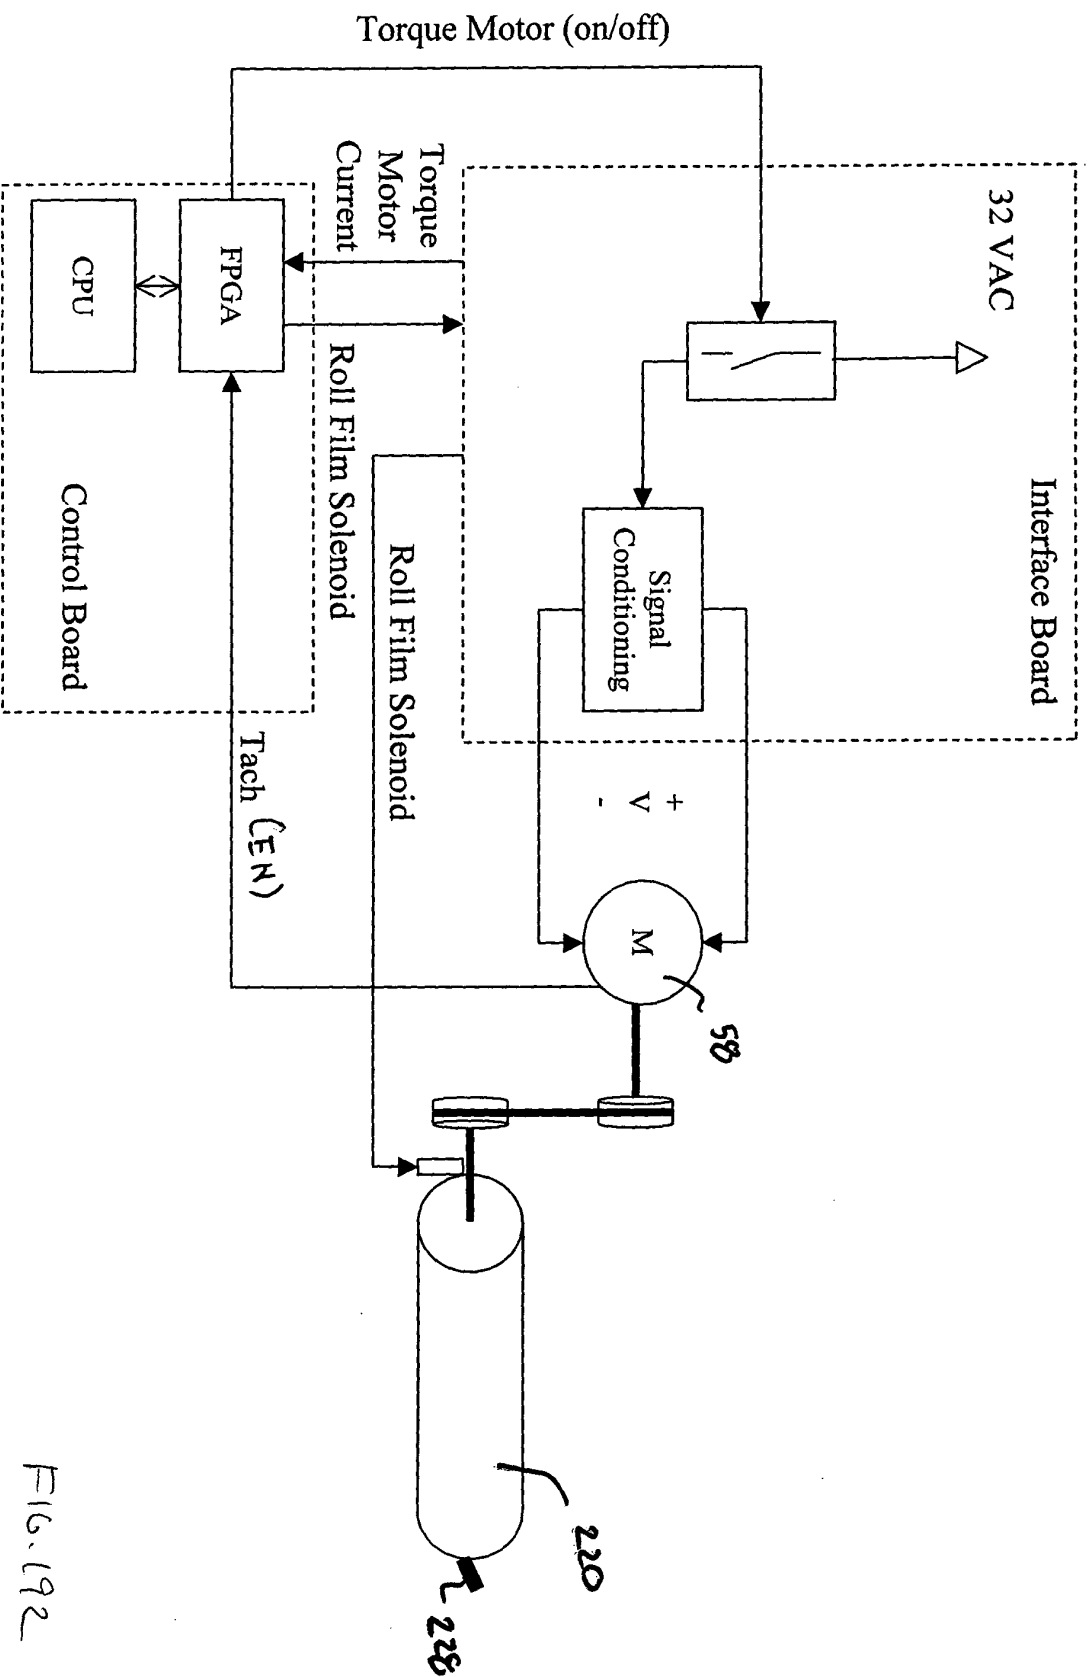 Torque Motor (on/off)
Interface Board
32 VAC
Signal
Conditioning
+
V
-
M
58
Torque
Motor
Current
Roll Film Solenoid
Roll Film Solenoid
FPGA
CPU
Control Board
Tach (EN)
220
228
FIG. 192